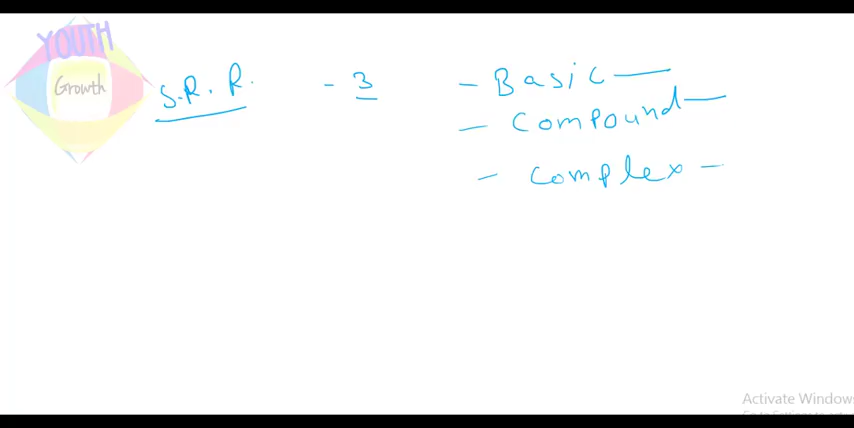 YOUTH
Growth
S.R.R. - 3 - Basic
- Compound
- Complex -
Activate Windows